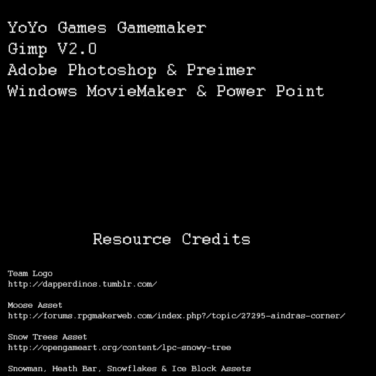 YoYo Games Gamemaker
Gimp V2.0
Adobe Photoshop & Preimer
Windows MovieMaker & Power Point
Resource Credits
Team Logo
http://dapperdinos.tumblr.com/
Moose Asset
http://forums.rpgmakerweb.com/index.php?/topic/27295-aindras-corner/
Snow Trees Asset
http://opengameart.org/content/lpc-snowy-tree
Snowman, Heath Bar, Snowflakes & Ice Block Assets